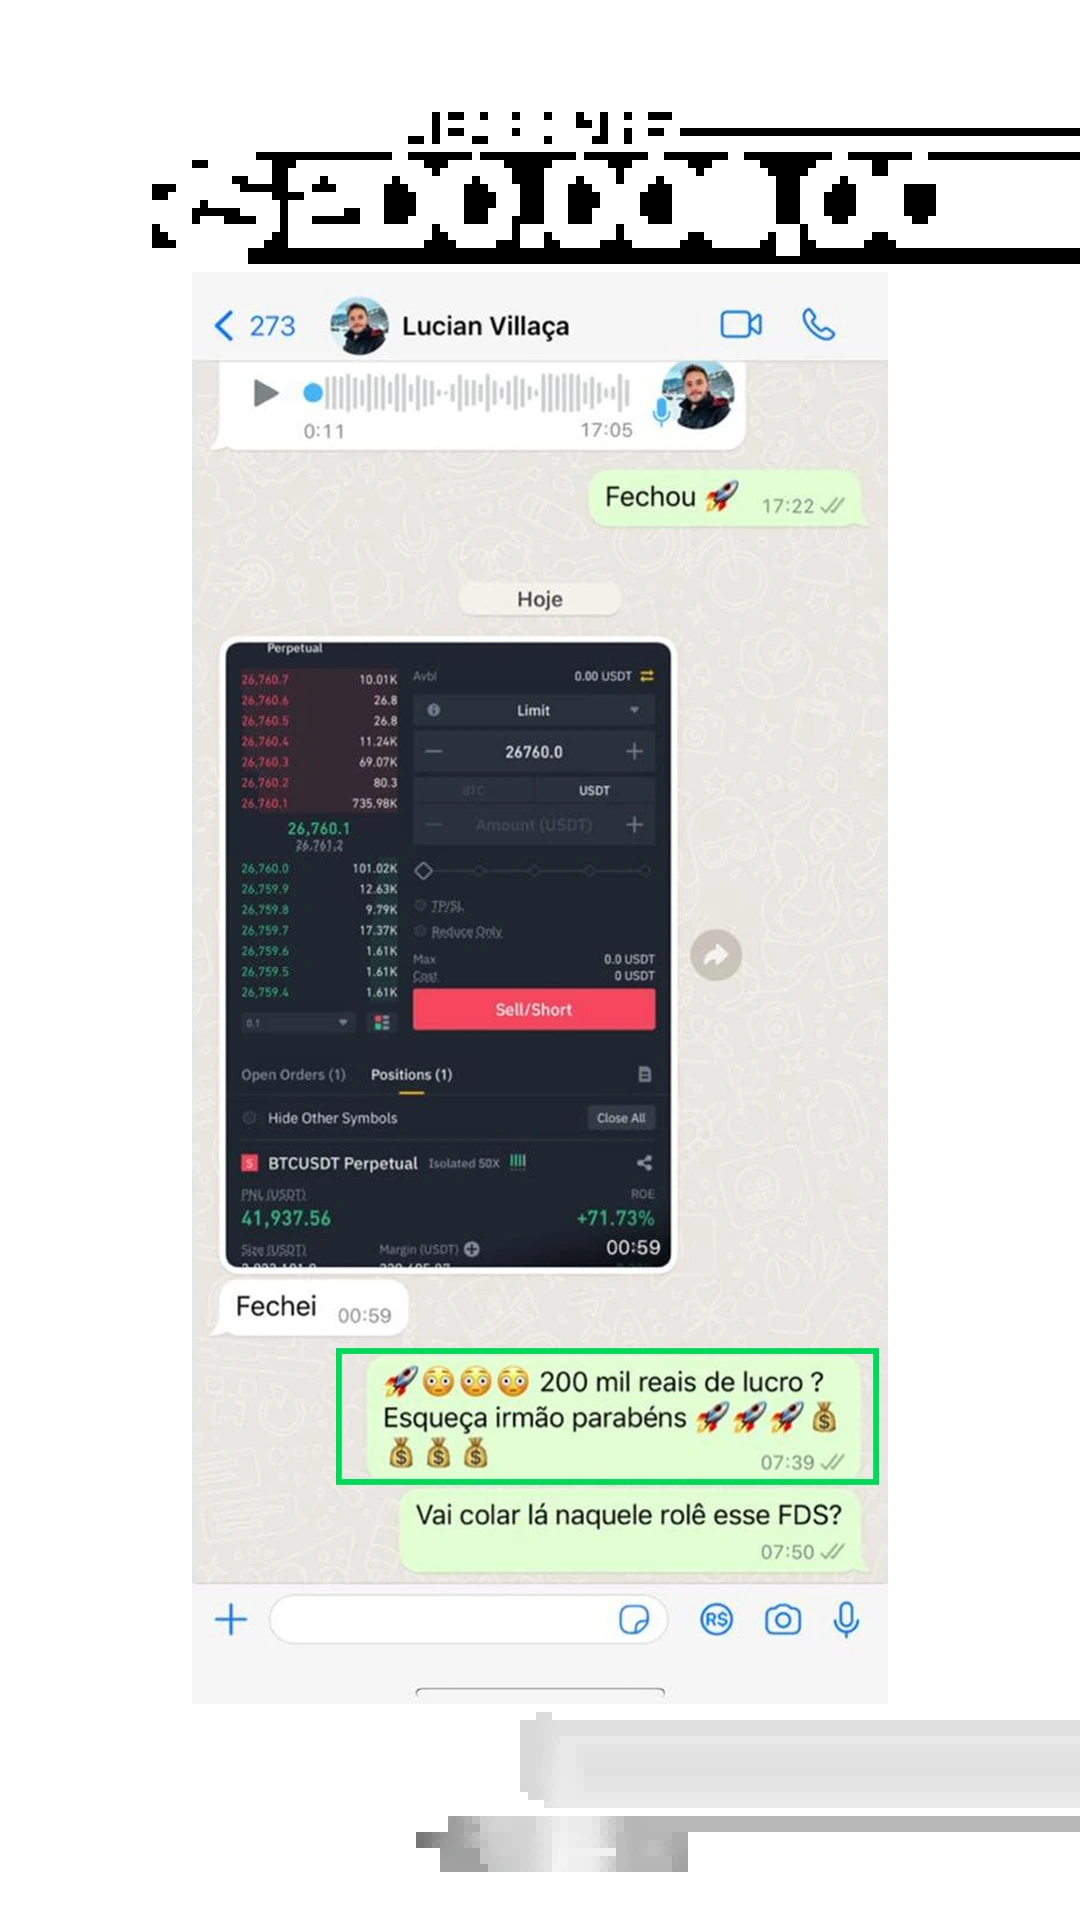 273
Lucian Villaça
0:11
17:05
Fechou 🚀 17:22
Hoje
Perpetual
26,760.7 10.01K
26,760.6 26.8
26,760.5 26.8
26,760.4 11.24K
26,760.3 69.07K
26,760.2 80.3
26,760.1 735.98K
26,760.1
26,761.2
26,760.0 101.02K
26,759.9 12.63K
26,759.8 9.79K
26,759.7 17.37K
26,759.6 1.61K
26,759.5 1.61K
26,759.4 1.61K
0.1
Avbl 0.00 USDT
Limit
26760.0
BTC USDT
Amount (USDT)
TP/SL
Reduce Only
Max 0.0 USDT
Cost 0 USDT
Sell/Short
Open Orders (1) Positions (1)
Hide Other Symbols Close All
S BTCUSDT Perpetual Isolated 50X
PNL (USDT) ROE
41,937.56 +71.73%
Size (USDT) Margin (USDT) 00:59
Fechei 00:59
🚀😳😳😳 200 mil reais de lucro ?
Esqueça irmão parabéns 🚀🚀🚀💰
💰💰💰 07:39
Vai colar lá naquele rolê esse FDS?
07:50
R$